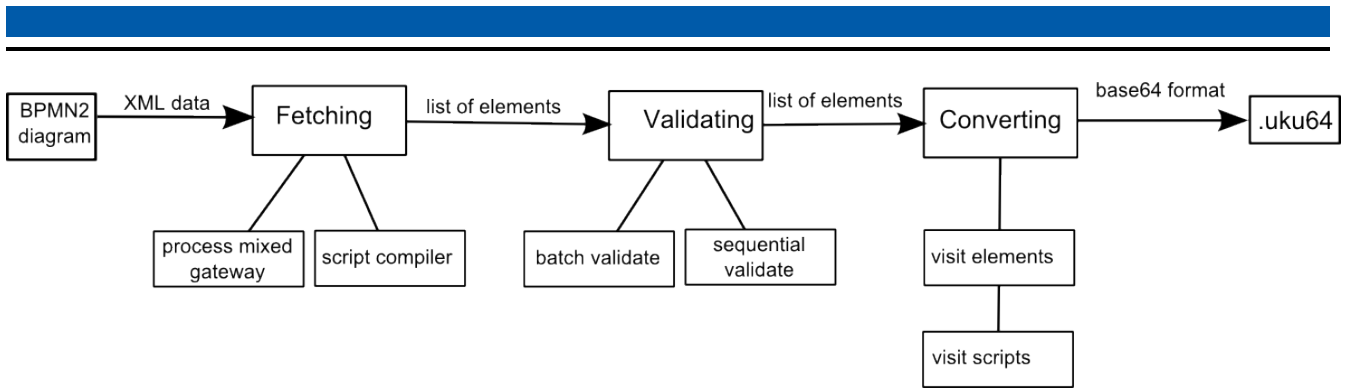 BPMN2
diagram
XML data
Fetching
list of elements
Validating
list of elements
Converting
base64 format
.uku64
process mixed
gateway
script compiler
batch validate
sequential
validate
visit elements
visit scripts